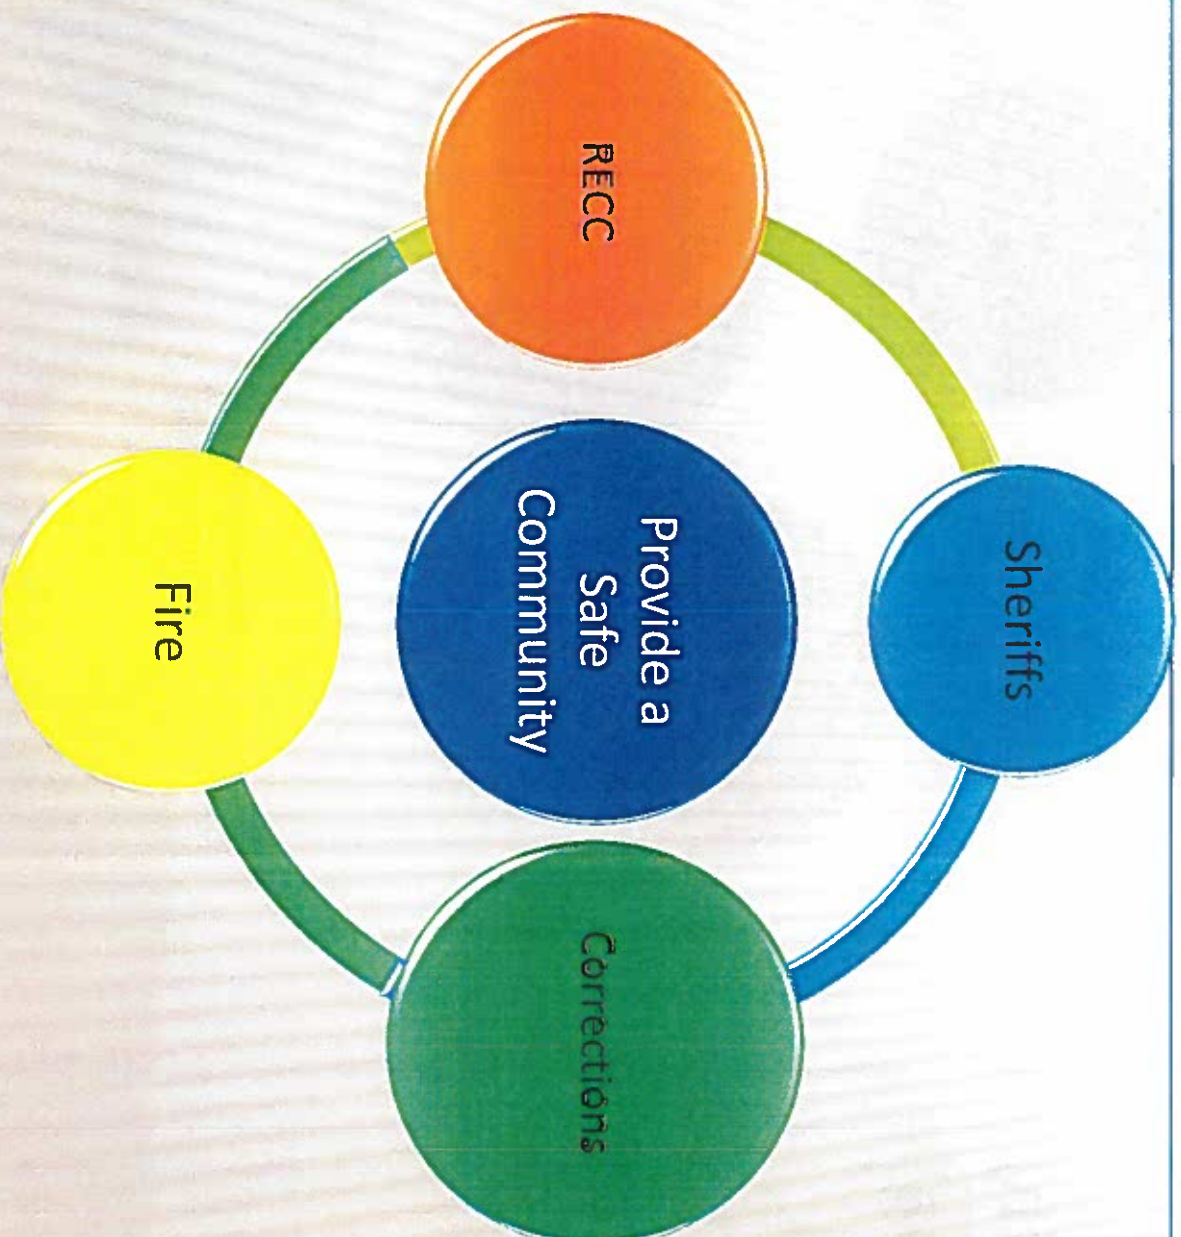 Sheriffs
RECC
Provide a
Safe
Community
Corrections
Fire